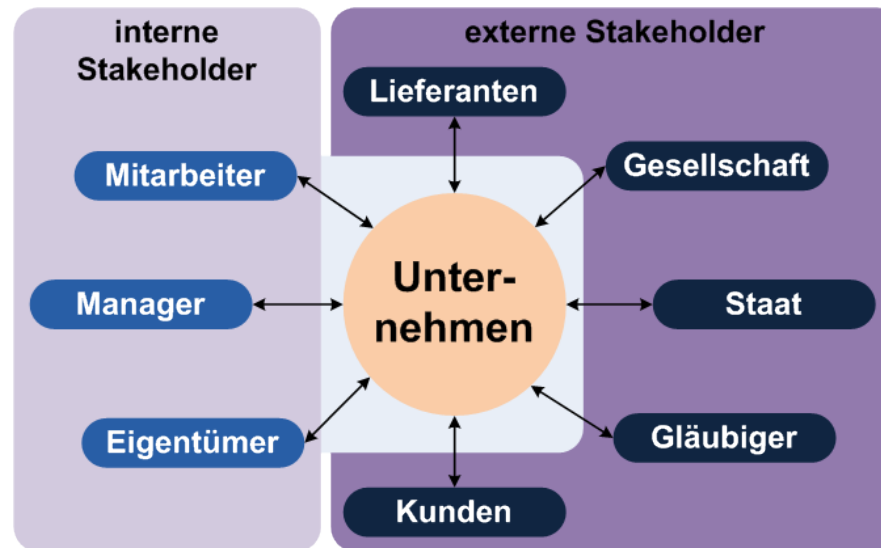 interne
Stakeholder
externe Stakeholder
Lieferanten
Mitarbeiter
Gesellschaft
Manager
Unter-
nehmen
Staat
Eigentümer
Gläubiger
Kunden